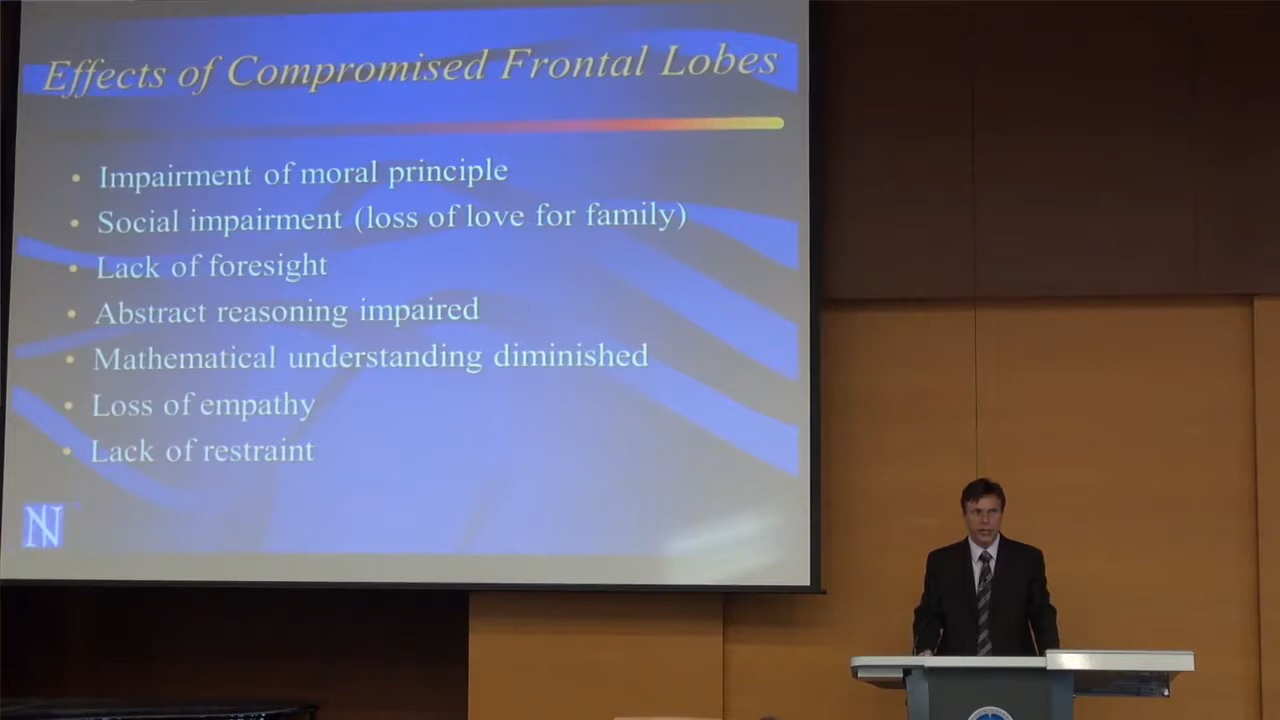 Effects of Compromised Frontal Lobes
• Impairment of moral principle
• Social impairment (loss of love for family)
• Lack of foresight
• Abstract reasoning impaired
• Mathematical understanding diminished
• Loss of empathy
• Lack of restraint
N